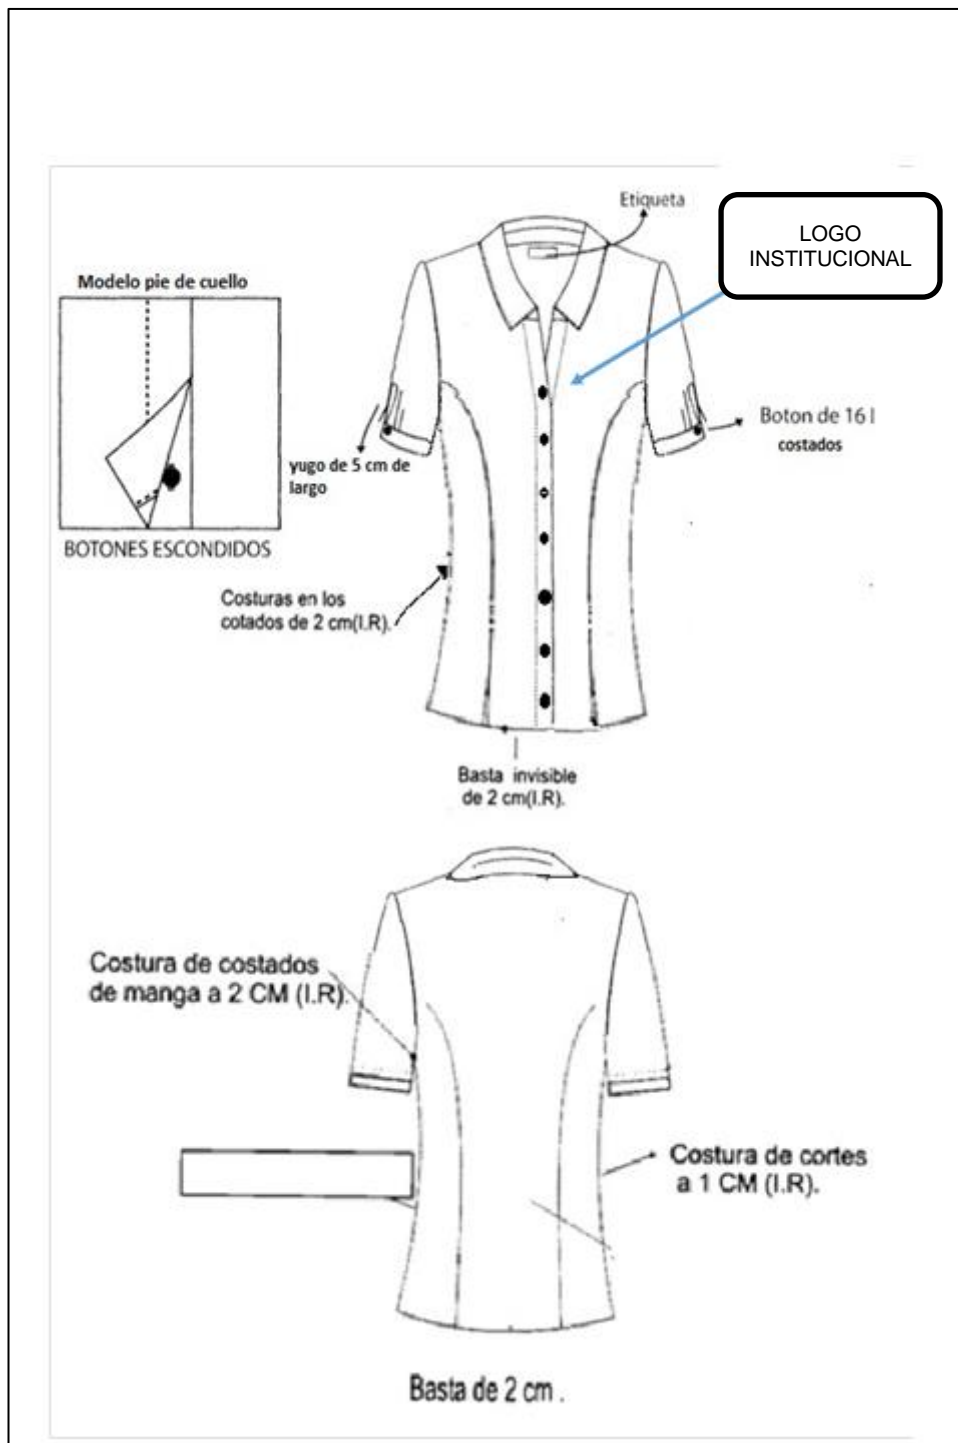 Etiqueta
LOGO
INSTITUCIONAL
Modelo pie de cuello
Boton de 16 l
costados
yugo de 5 cm de
largo
BOTONES ESCONDIDOS
Costuras en los
cotados de 2 cm(I.R).
Basta invisible
de 2 cm(I.R).
Costura de costados
de manga a 2 CM (I.R).
Costura de cortes
a 1 CM (I.R).
Basta de 2 cm .